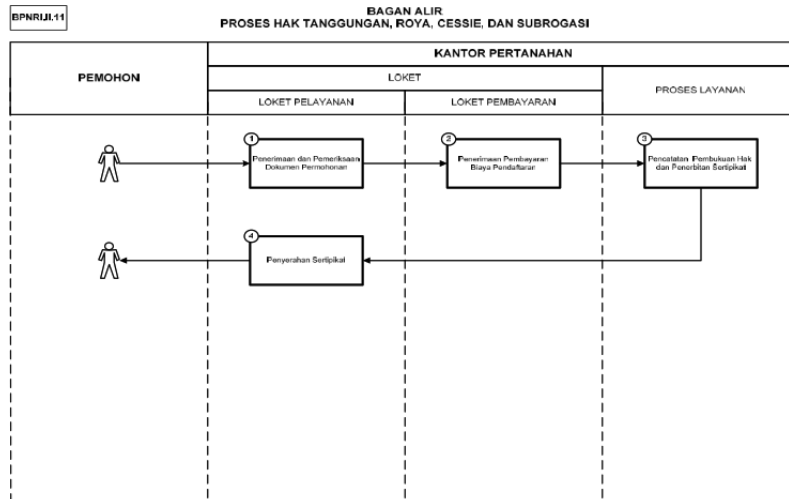 BPNRI/J.11
BAGAN ALIR
PROSES HAK TANGGUNGAN, ROYA, CESSIE, DAN SUBROGASI
PEMOHON
KANTOR PERTANAHAN
LOKET
PROSES LAYANAN
LOKET PELAYANAN
LOKET PEMBAYARAN
1
Penerimaan dan Pemeriksaan
Dokumen Permohonan
2
Penerimaan Pembayaran
Biaya Pendaftaran
3
Pencatatan Pembukuan Hak
dan Penerbitan Sertipikat
4
Penyerahan Sertipikat